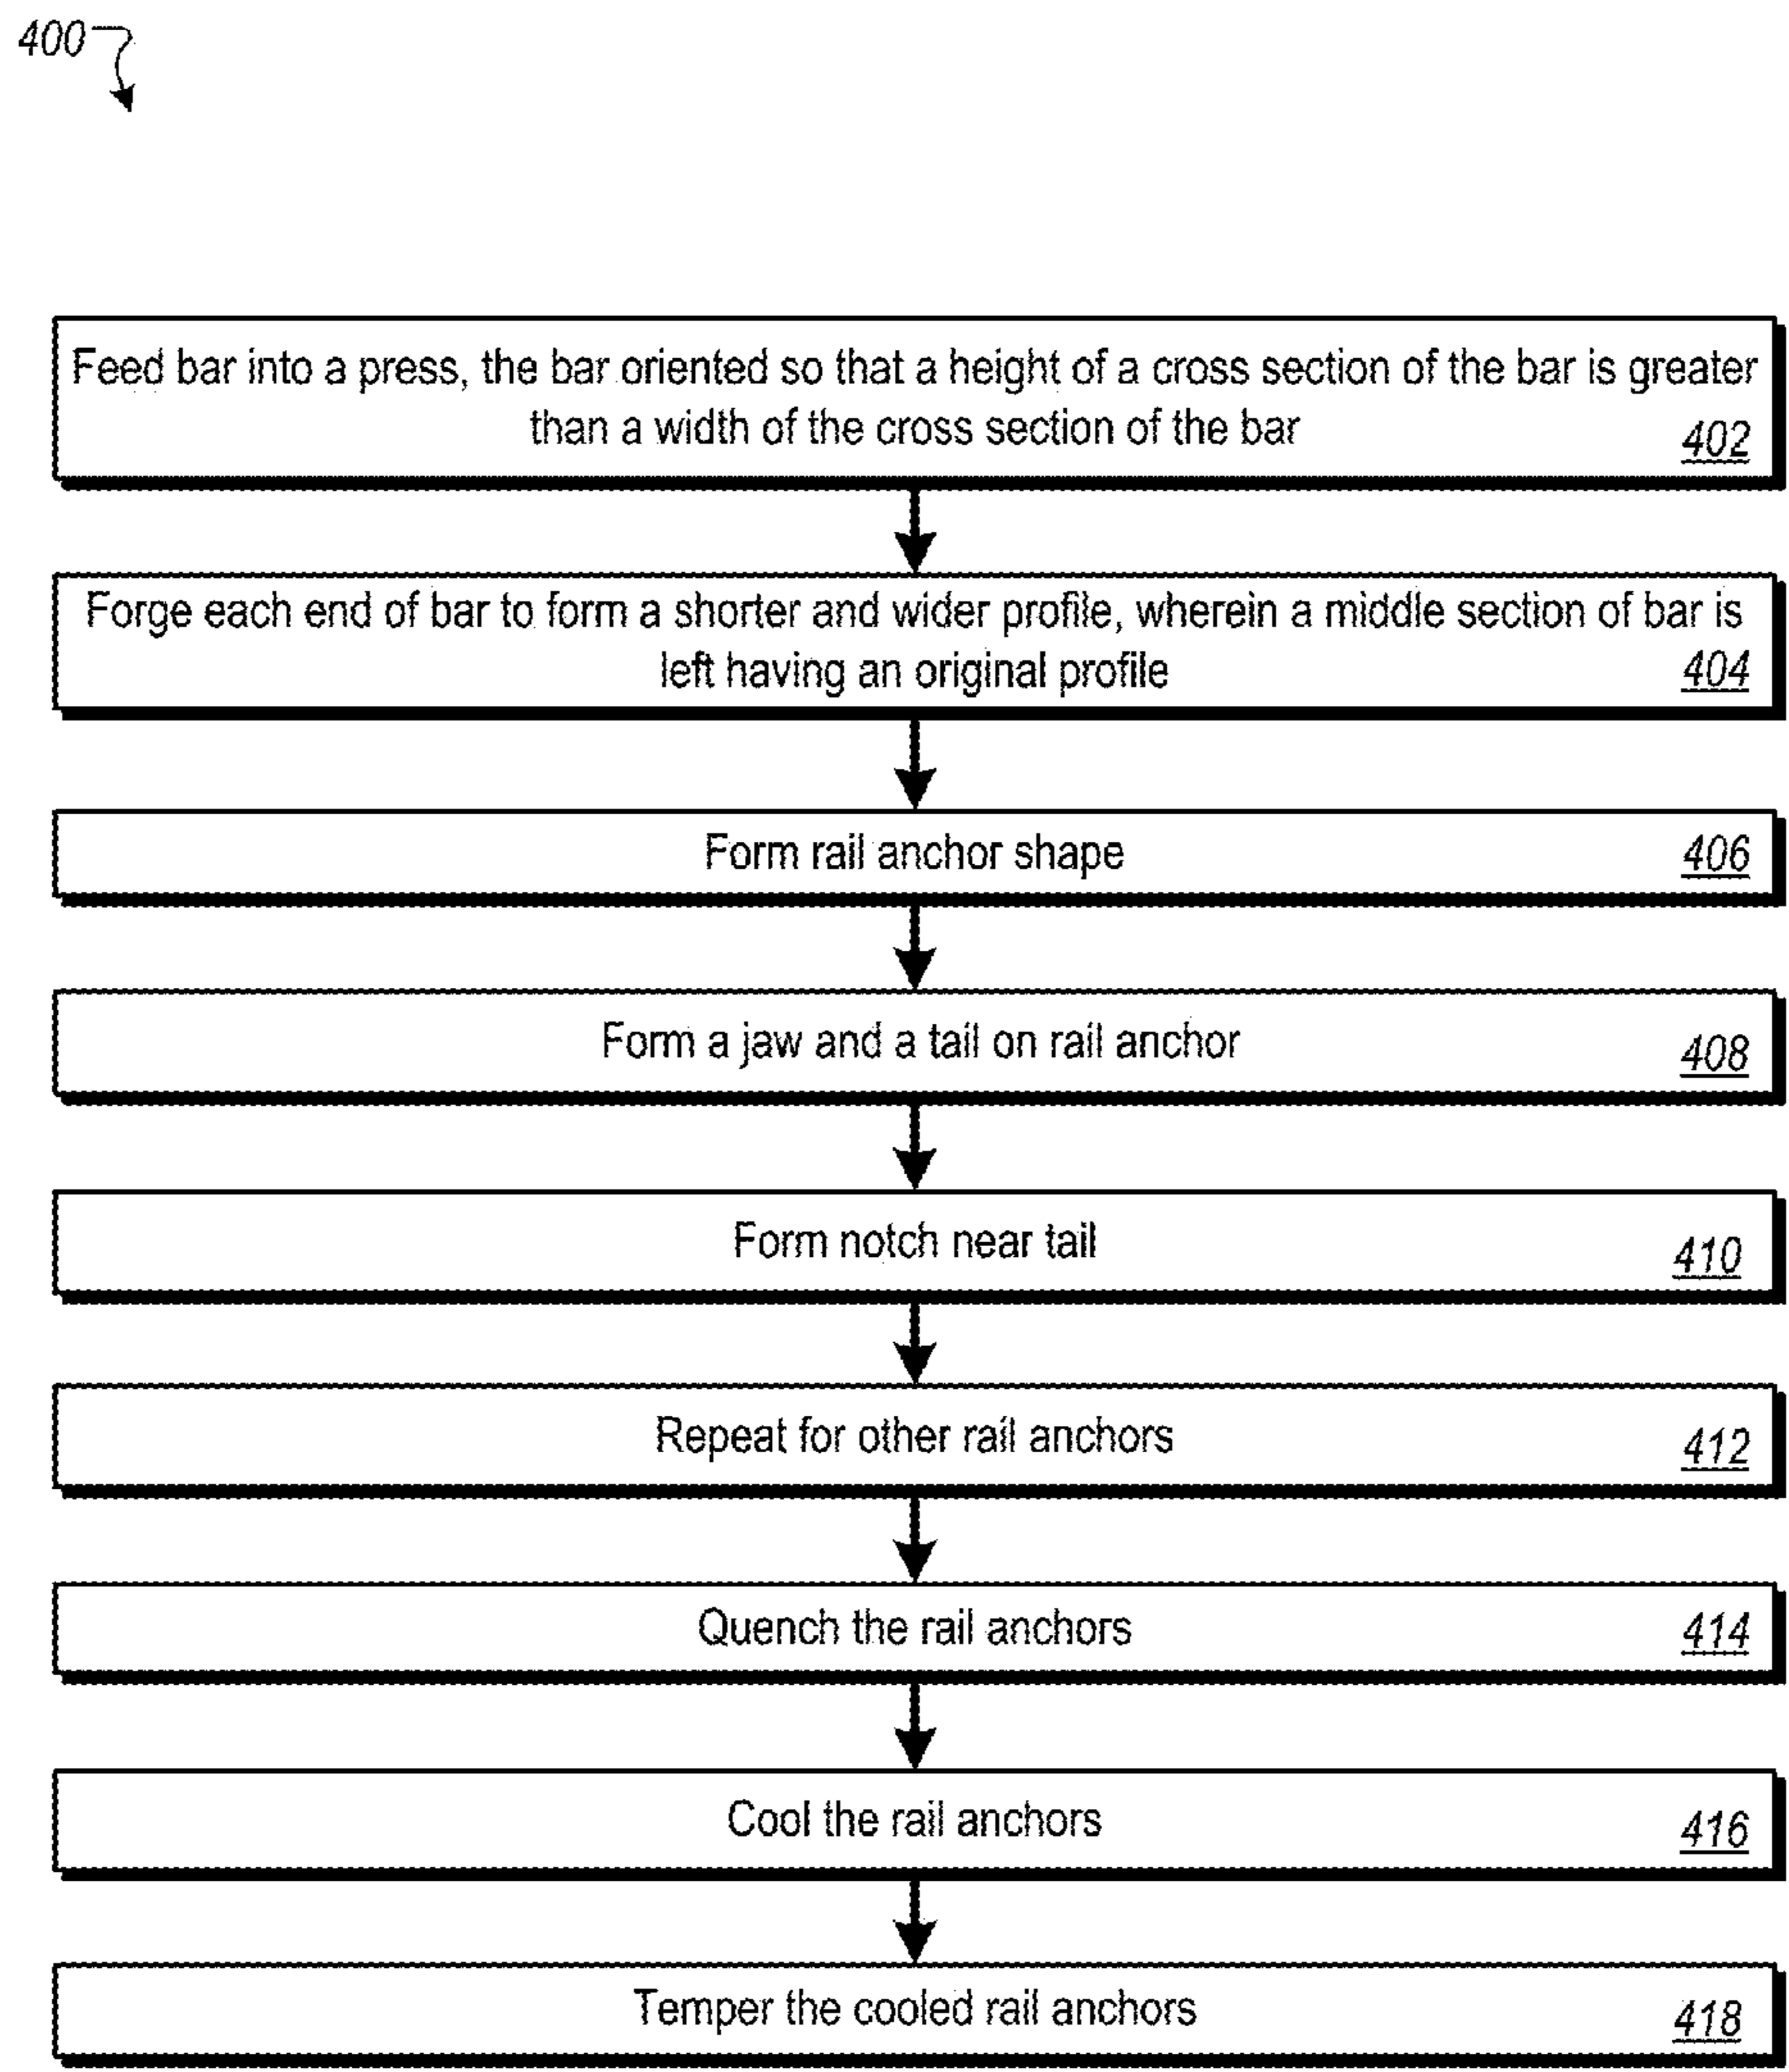 400
Feed bar into a press, the bar oriented so that a height of a cross section of the bar is greater
than a width of the cross section of the bar
402
Forge each end of bar to form a shorter and wider profile, wherein a middle section of bar is
left having an original profile
404
Form rail anchor shape
406
Form a jaw and a tail on rail anchor
408
Form notch near tail
410
Repeat for other rail anchors
412
Quench the rail anchors
414
Cool the rail anchors
416
Temper the cooled rail anchors
418